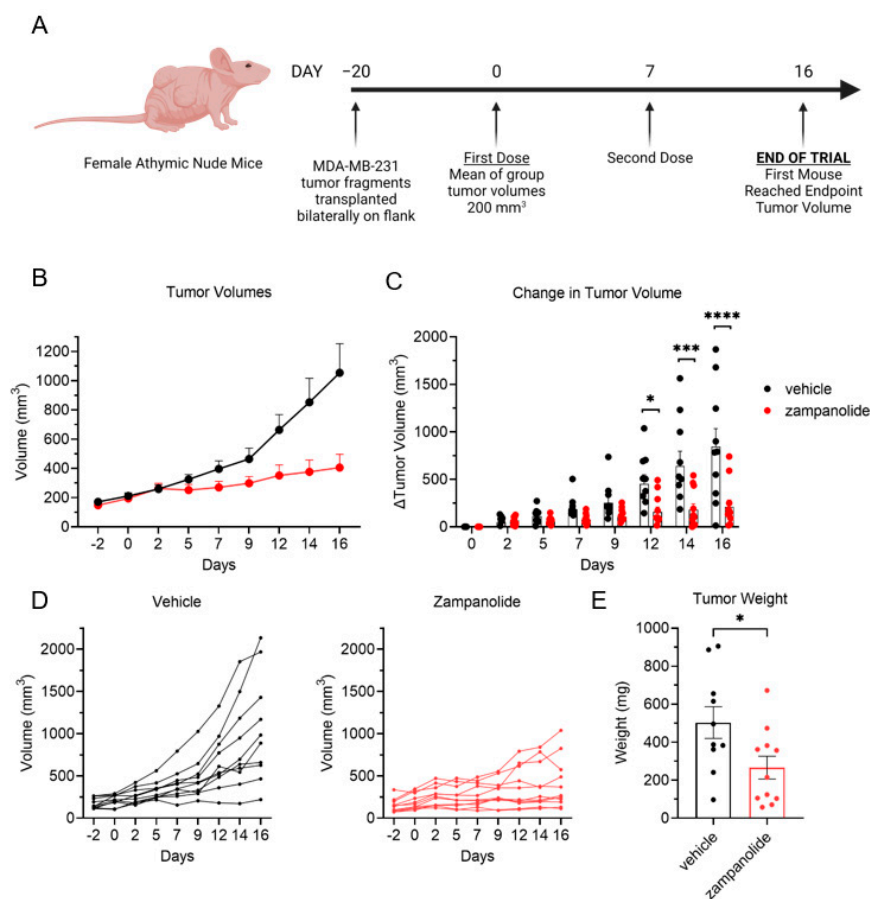 A
DAY −20 0 7 16
Female Athymic Nude Mice
MDA-MB-231
tumor fragments
transplanted
bilaterally on flank
First Dose
Mean of group
tumor volumes
200 mm³
Second Dose
END OF TRIAL
First Mouse
Reached Endpoint
Tumor Volume
B
Tumor Volumes
Volume (mm³)
1200
1000
800
600
400
200
0
-2 0 2 5 7 9 12 14 16
Days
C
Change in Tumor Volume
ΔTumor Volume (mm³)
2000
1500
1000
500
0
* *** ****
0 2 5 7 9 12 14 16
Days
vehicle
zampanolide
D
Vehicle
Volume (mm³)
2000
1500
1000
500
0
-2 0 2 5 7 9 12 14 16
Days
Zampanolide
Volume (mm³)
2000
1500
1000
500
0
-2 0 2 5 7 9 12 14 16
Days
E
Tumor Weight
*
Weight (mg)
1000
800
600
400
200
0
vehicle
zampanolide